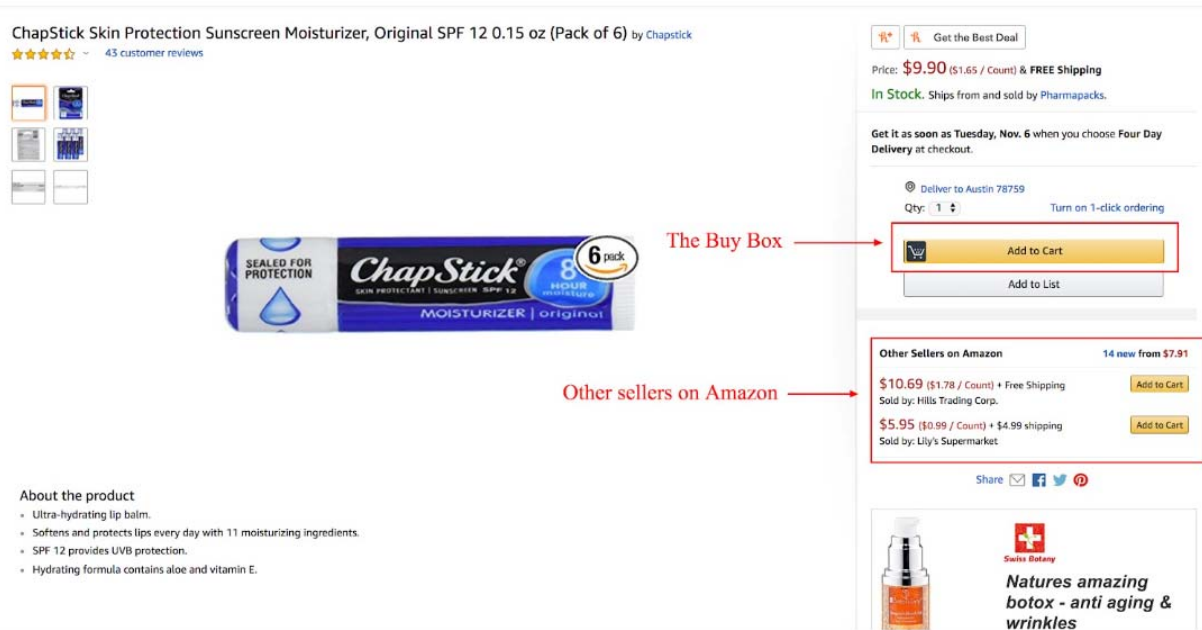 ChapStick Skin Protection Sunscreen Moisturizer, Original SPF 12 0.15 oz (Pack of 6) by Chapstick
43 customer reviews
SEALED FOR
PROTECTION
ChapStick®
SKIN PROTECTANT | SUNSCREEN SPF 12
8
HOUR
moisture
MOISTURIZER | original
6 pack
The Buy Box
Other sellers on Amazon
About the product
Ultra-hydrating lip balm.
Softens and protects lips every day with 11 moisturizing ingredients.
SPF 12 provides UVB protection.
Hydrating formula contains aloe and vitamin E.
Get the Best Deal
Price: $9.90 ($1.65 / Count) & FREE Shipping
In Stock. Ships from and sold by Pharmapacks.
Get it as soon as Tuesday, Nov. 6 when you choose Four Day
Delivery at checkout.
Deliver to Austin 78759
Qty: 1 Turn on 1-click ordering
Add to Cart
Add to List
Other Sellers on Amazon 14 new from $7.91
$10.69 ($1.78 / Count) + Free Shipping Add to Cart
Sold by: Hills Trading Corp.
$5.95 ($0.99 / Count) + $4.99 shipping Add to Cart
Sold by: Lily's Supermarket
Share
Swiss Botany
Natures amazing
botox - anti aging &
wrinkles